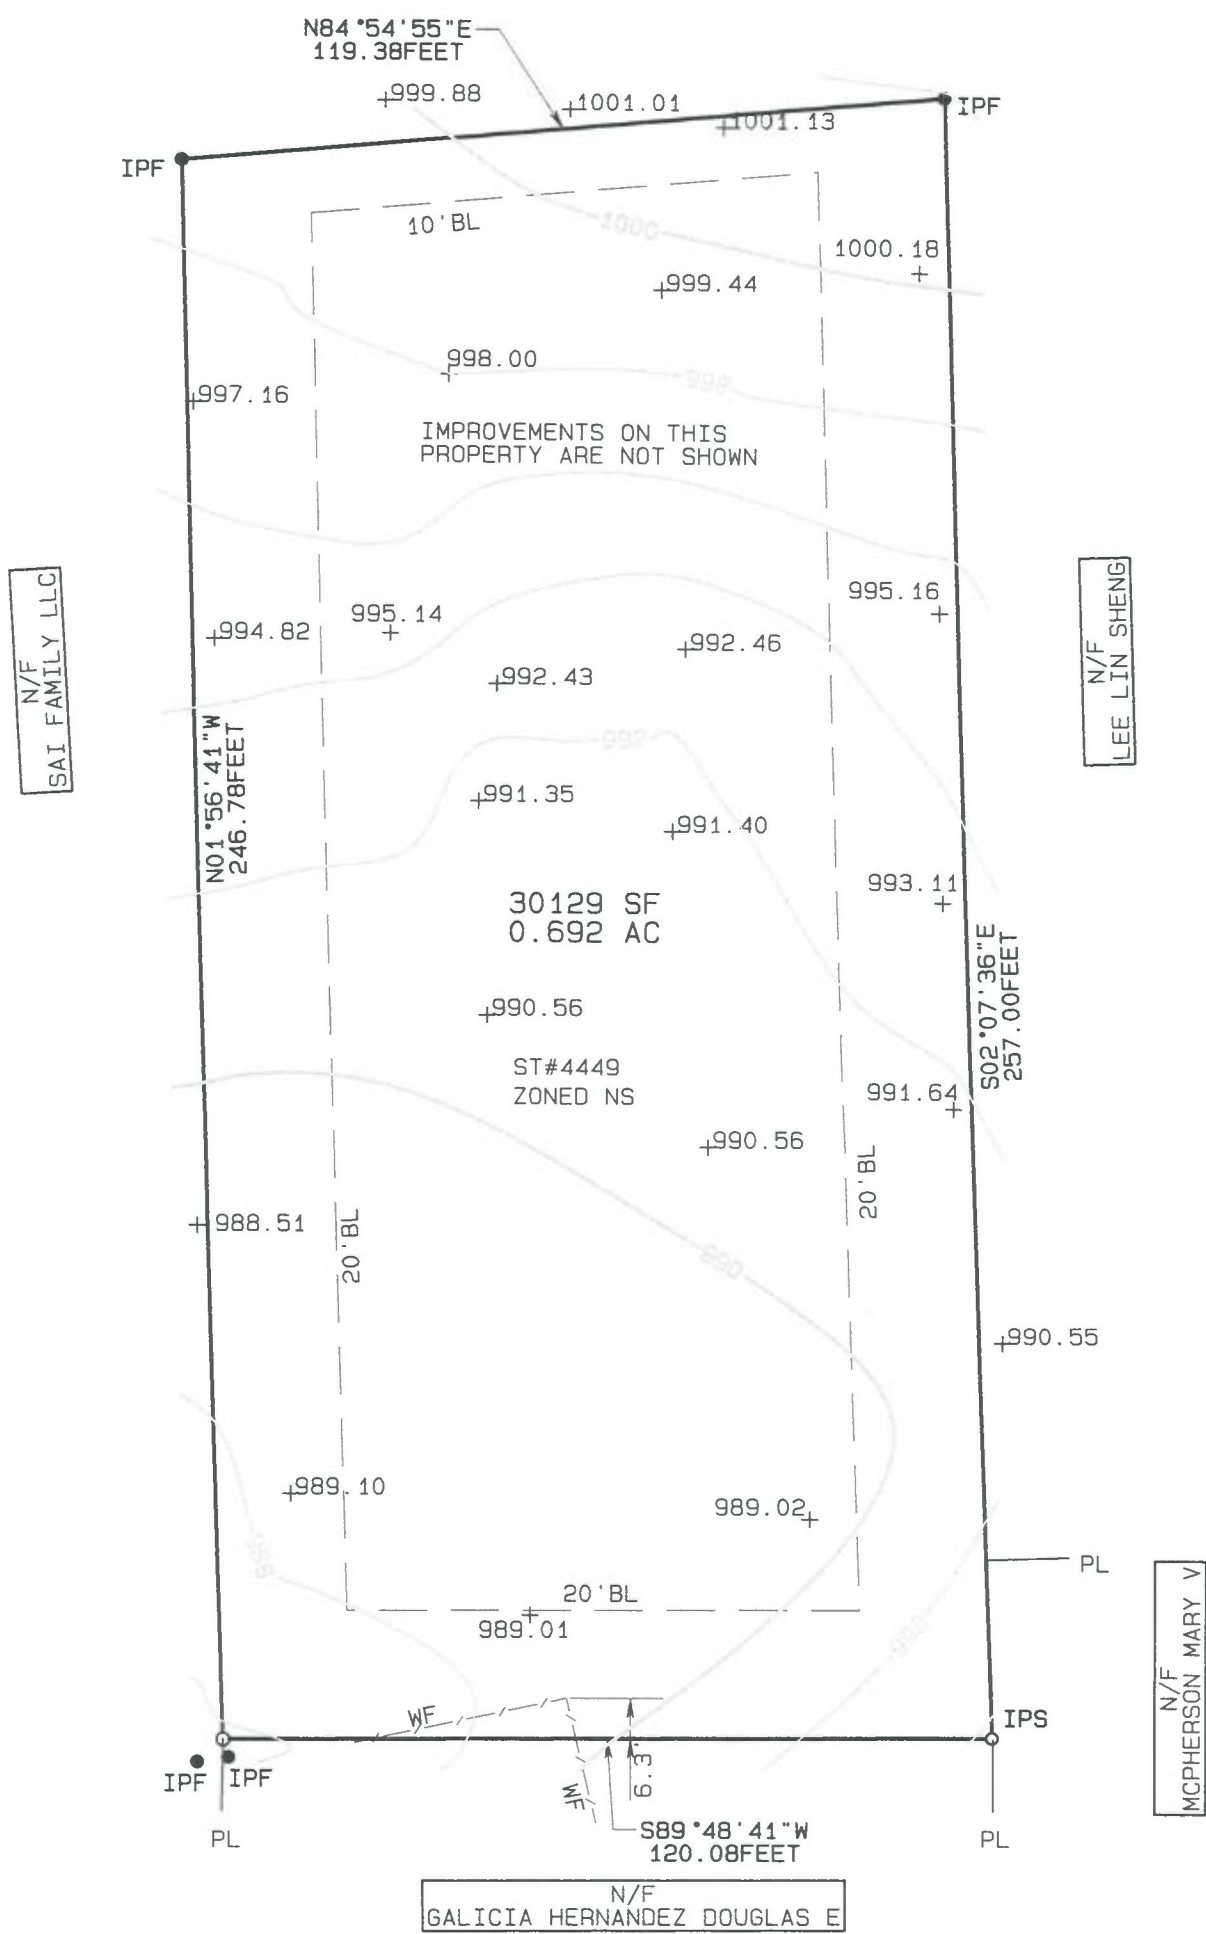 N84°54'55"E
119.38FEET
999.88
1001.01
1001.13
IPF
IPF
10'BL
1000
1000.18
999.44
998.00
998
997.16
IMPROVEMENTS ON THIS
PROPERTY ARE NOT SHOWN
N/F
SAI FAMILY LLC
N/F
LEE LIN SHENG
995.16
995.14
994.82
992.46
992.43
N01°56'41"W
246.78FEET
992
991.35
991.40
993.11
30129 SF
0.692 AC
S02°07'36"E
257.00FEET
990.56
ST#4449
ZONED NS
991.64
990.56
20'BL
988.51
20'BL
990
990.55
989.10
989.02
988
PL
20'BL
989.01
N/F
MCPHERSON MARY V
WF
IPS
IPF
IPF
6.3'
WF
PL
S89°48'41"W
120.08FEET
PL
N/F
GALICIA HERNANDEZ DOUGLAS E